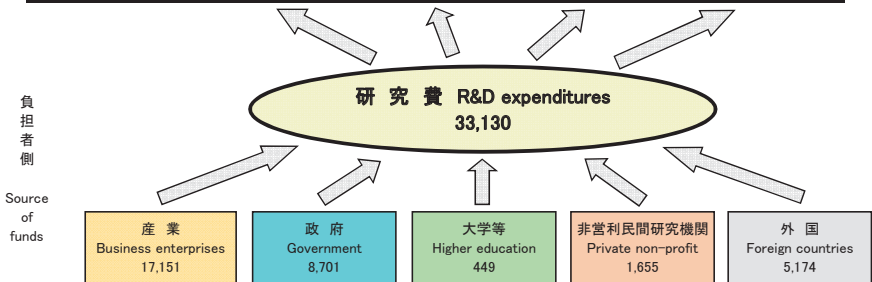 研 究 費 R&D expenditures
33,130
負
担
者
側
Source
of
funds
産 業
Business enterprises
17,151
政 府
Government
8,701
大学等
Higher education
449
非営利民間研究機関
Private non-profit
1,655
外 国
Foreign countries
5,174